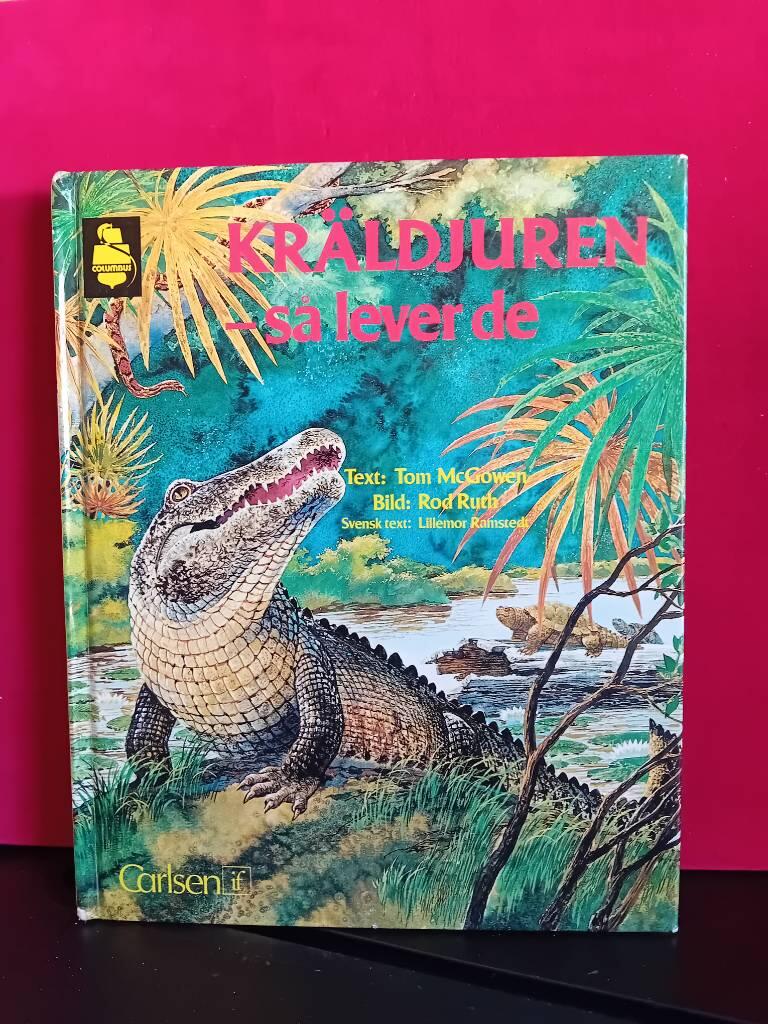 COLUMBUS
KRÄLDJUREN
– så lever de
Text: Tom McGowen
Bild: Rod Ruth
Svensk text: Lillemor Ramstedt
Carlsen if